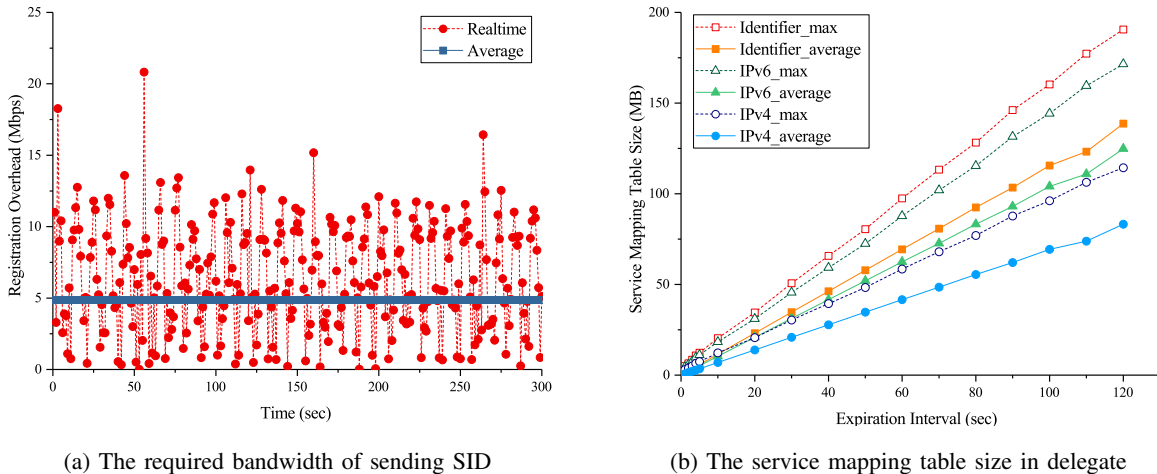 25
20
15
10
5
0
0 50 100 150 200 250 300
Registration Overhead (Mbps)
Time (sec)
Realtime
Average
(a) The required bandwidth of sending SID
200
150
100
50
0
0 20 40 60 80 100 120
Service Mapping Table Size (MB)
Expiration Interval (sec)
Identifier_max
Identifier_average
IPv6_max
IPv6_average
IPv4_max
IPv4_average
(b) The service mapping table size in delegate